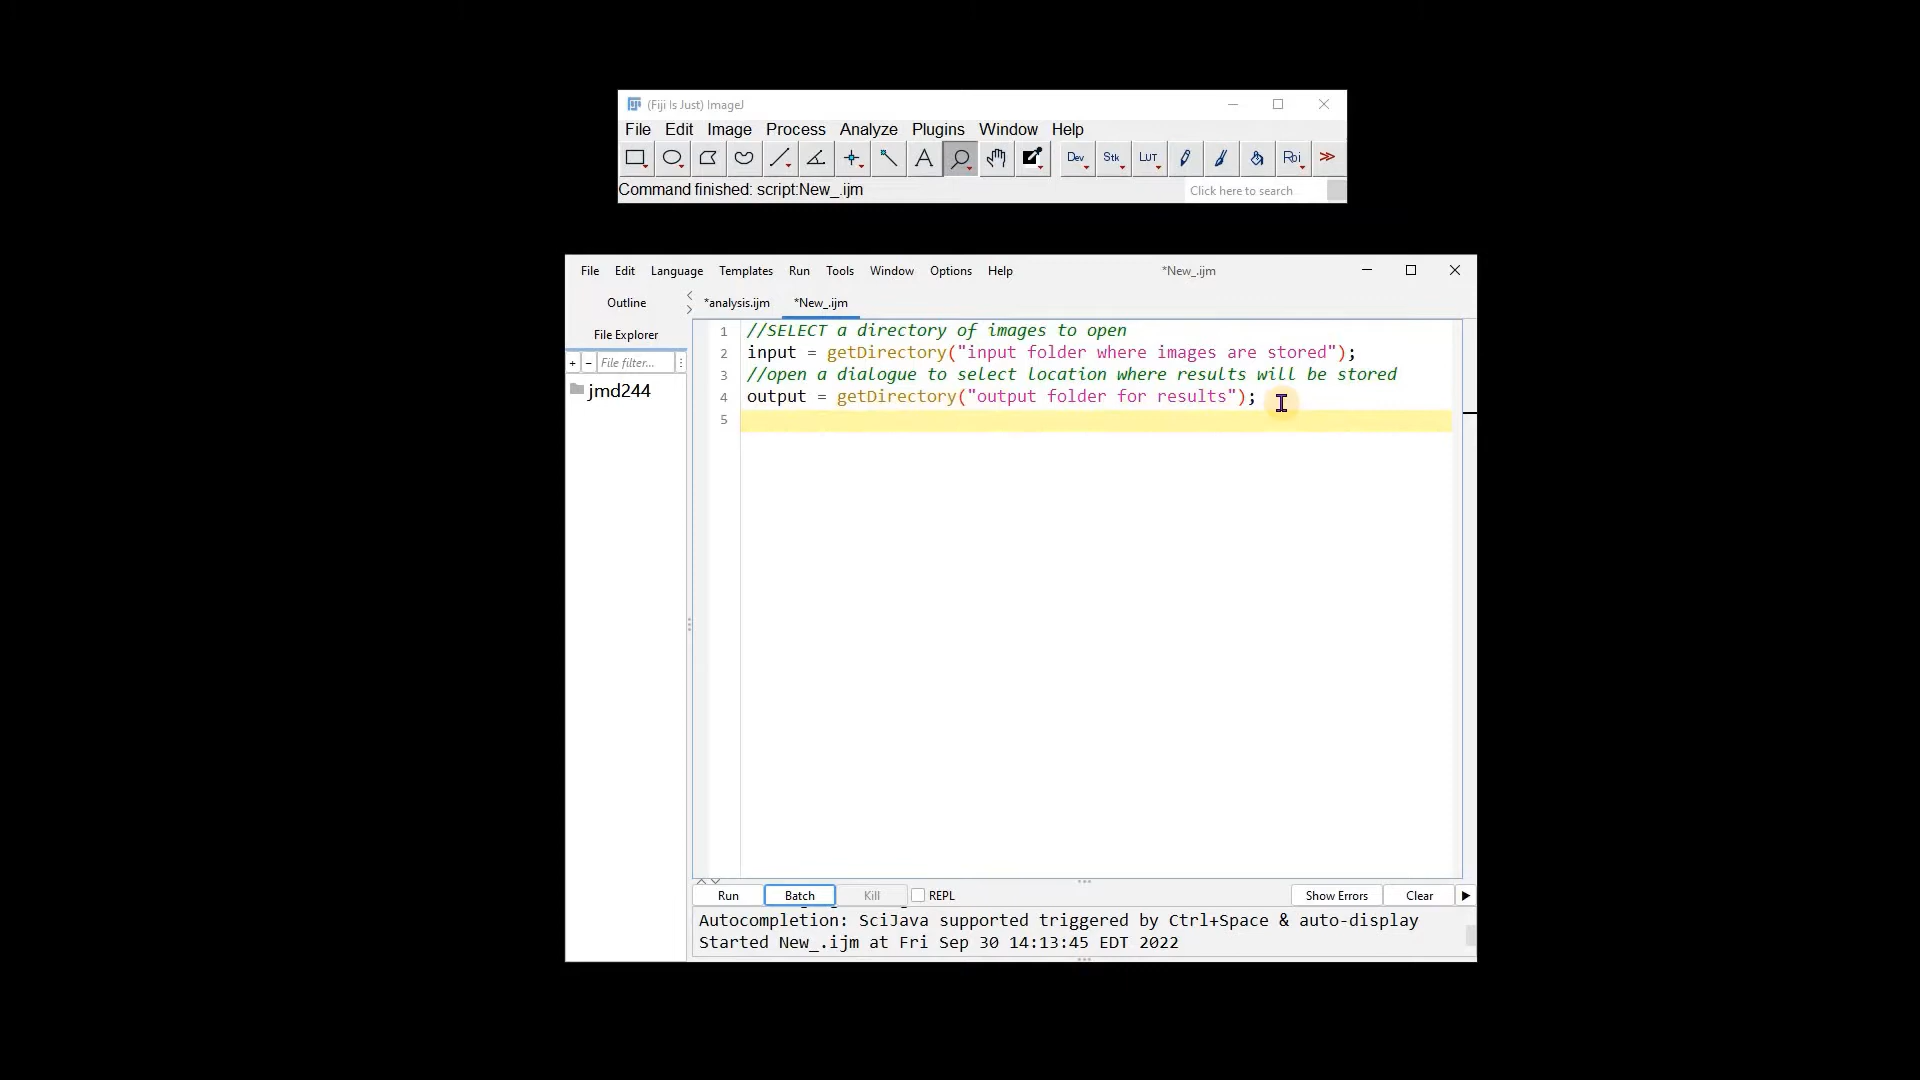 (Fiji Is Just) ImageJ
File Edit Image Process Analyze Plugins Window Help
Dev Stk LUT Roi >>
Command finished: script:New_.ijm
Click here to search
File Edit Language Templates Run Tools Window Options Help
*New_.ijm
Outline
*analysis.ijm *New_.ijm
File Explorer
File filter...
jmd244
1 //SELECT a directory of images to open
2 input = getDirectory("input folder where images are stored");
3 //open a dialogue to select location where results will be stored
4 output = getDirectory("output folder for results");
5
Run Batch Kill REPL Show Errors Clear
Autocompletion: SciJava supported triggered by Ctrl+Space & auto-display
Started New_.ijm at Fri Sep 30 14:13:45 EDT 2022